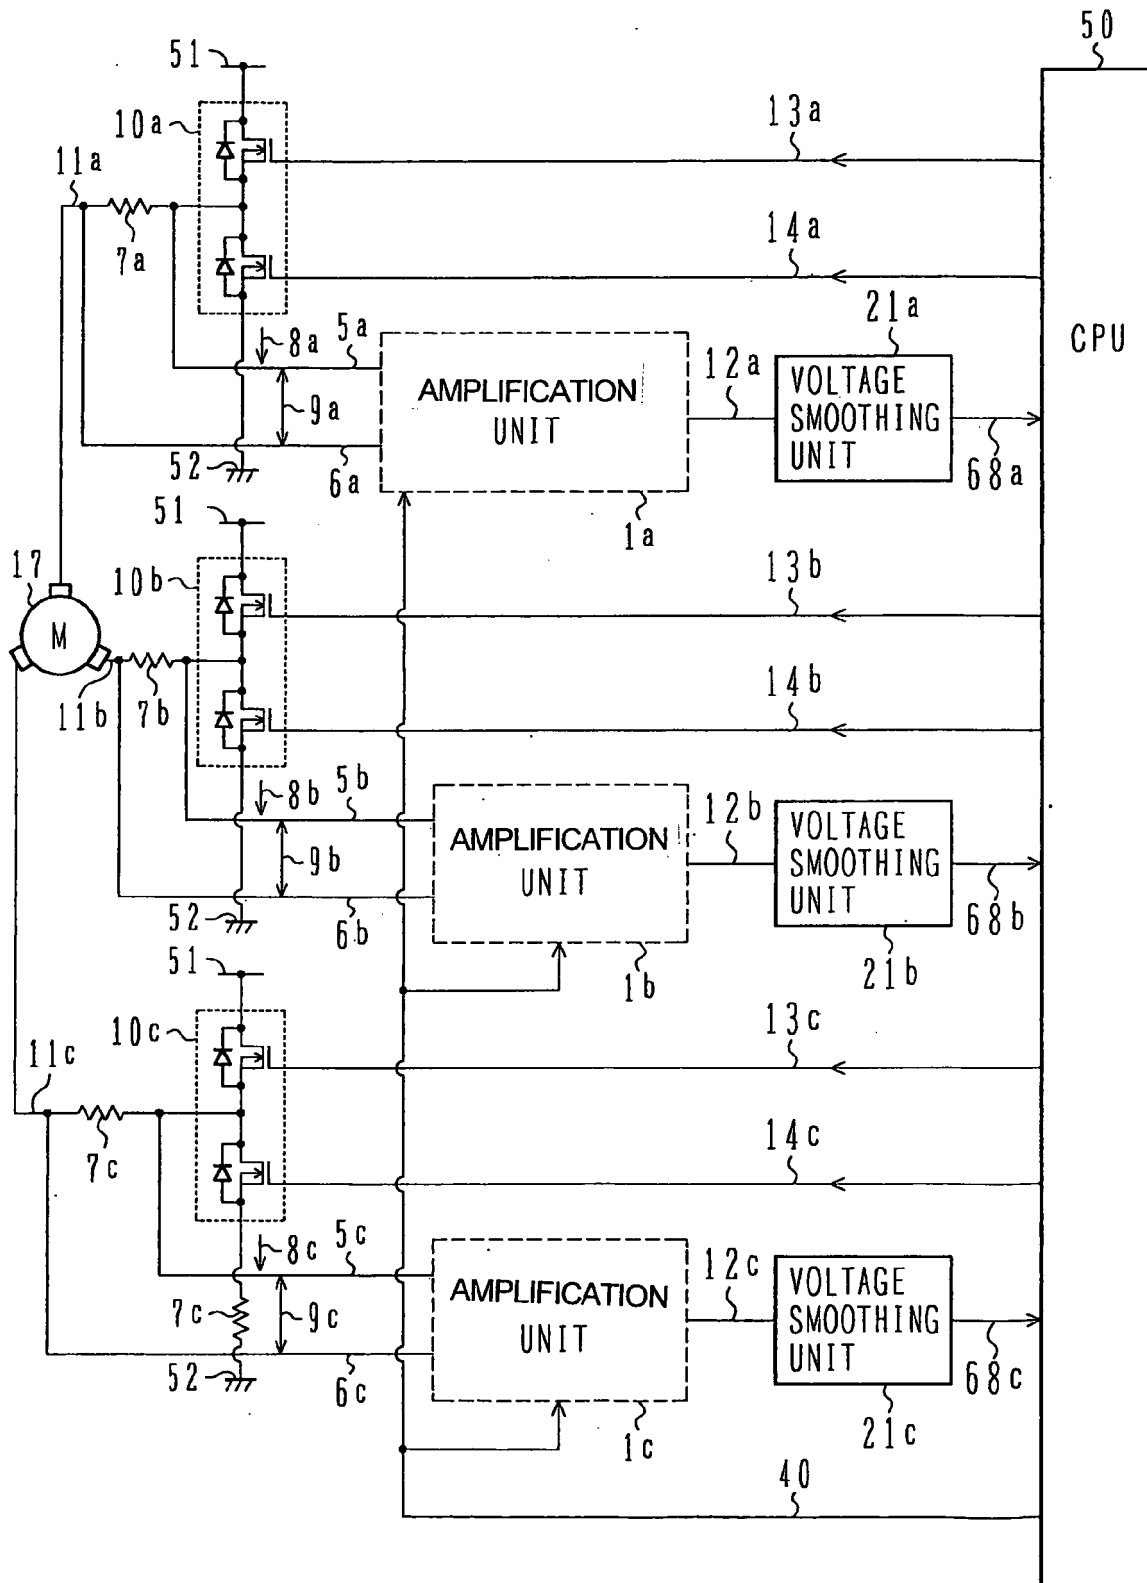 50
51
10a
13a
11a
7a
14a
21a
CPU
8a
5a
9a
AMPLIFICATION
UNIT
12a
VOLTAGE
SMOOTHING
UNIT
52
6a
68a
51
1a
17
10b
13b
M
11b
7b
14b
8b
5b
9b
AMPLIFICATION
UNIT
12b
VOLTAGE
SMOOTHING
UNIT
52
6b
68b
51
1b
21b
10c
13c
11c
7c
14c
8c
5c
7c
9c
AMPLIFICATION
UNIT
12c
VOLTAGE
SMOOTHING
UNIT
52
6c
68c
1c
21c
40